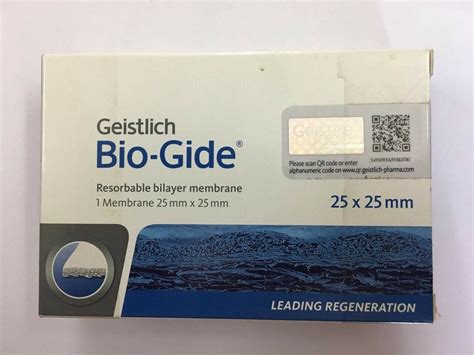 Geistlich
Bio-Gide®
Resorbable bilayer membrane
1 Membrane 25 mm x 25 mm
Geistlich
Please scan QR code or enter
alphanumeric code on www.qr.geistlich-pharma.com
25 x 25 mm
LEADING REGENERATION